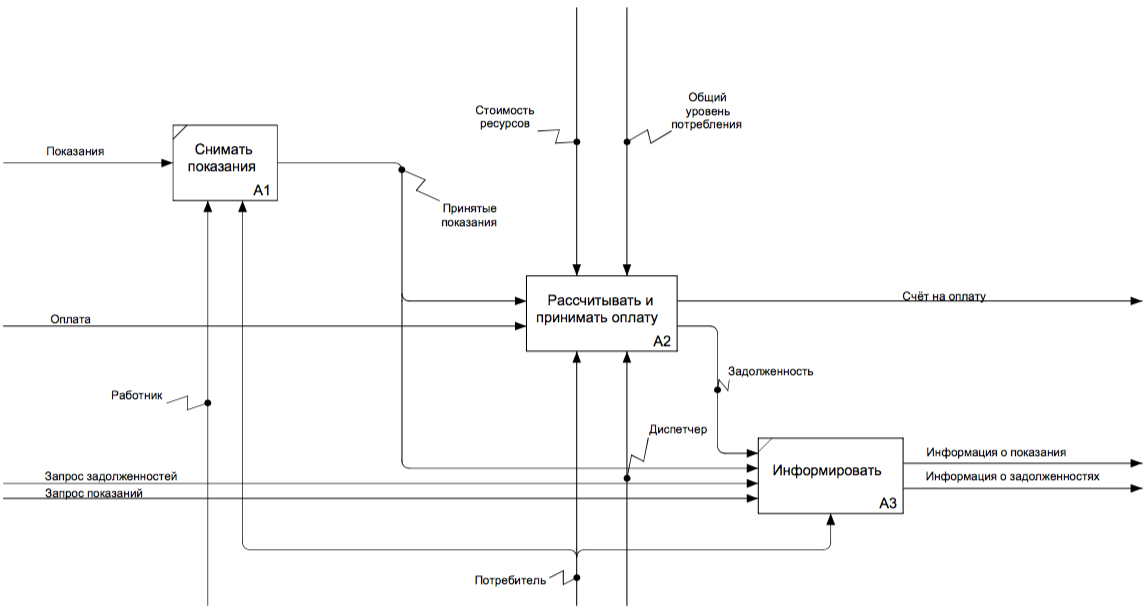 Стоимость
ресурсов
Общий
уровень
потребления
Показания
Снимать
показания
A1
Принятые
показания
Рассчитывать и
принимать оплату
A2
Счёт на оплату
Оплата
Задолженность
Работник
Диспетчер
Информировать
A3
Информация о показания
Информация о задолженностях
Запрос задолженностей
Запрос показаний
Потребитель